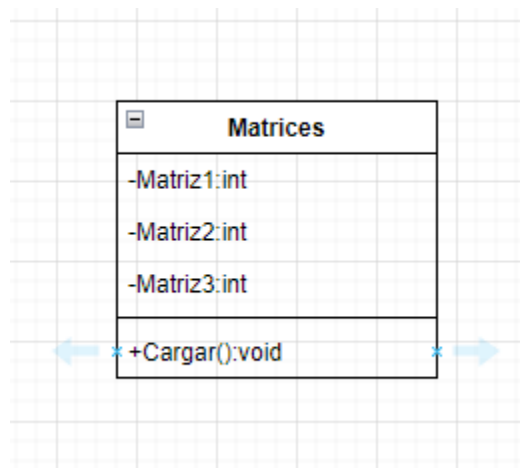 Matrices
-Matriz1:int
-Matriz2:int
-Matriz3:int
+Cargar():void